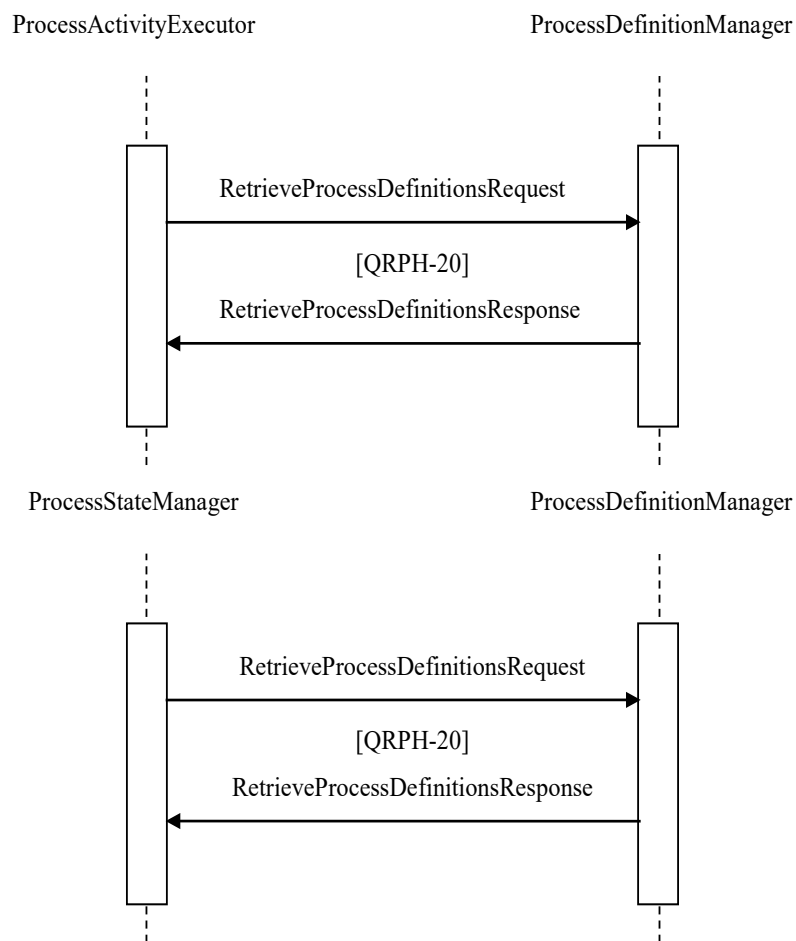 ProcessActivityExecutor ProcessDefinitionManager
RetrieveProcessDefinitionsRequest
[QRPH-20]
RetrieveProcessDefinitionsResponse
ProcessStateManager ProcessDefinitionManager
RetrieveProcessDefinitionsRequest
[QRPH-20]
RetrieveProcessDefinitionsResponse